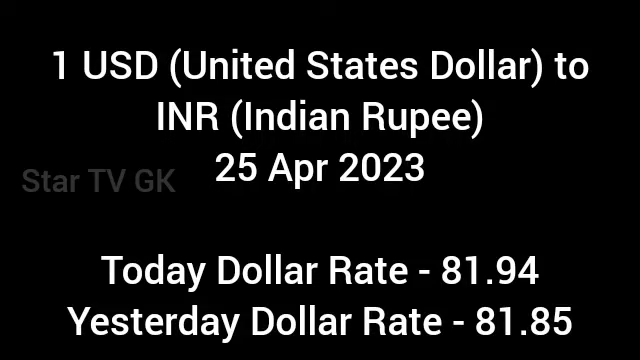 1 USD (United States Dollar) to
INR (Indian Rupee)
25 Apr 2023
Star TV GK
Today Dollar Rate - 81.94
Yesterday Dollar Rate - 81.85